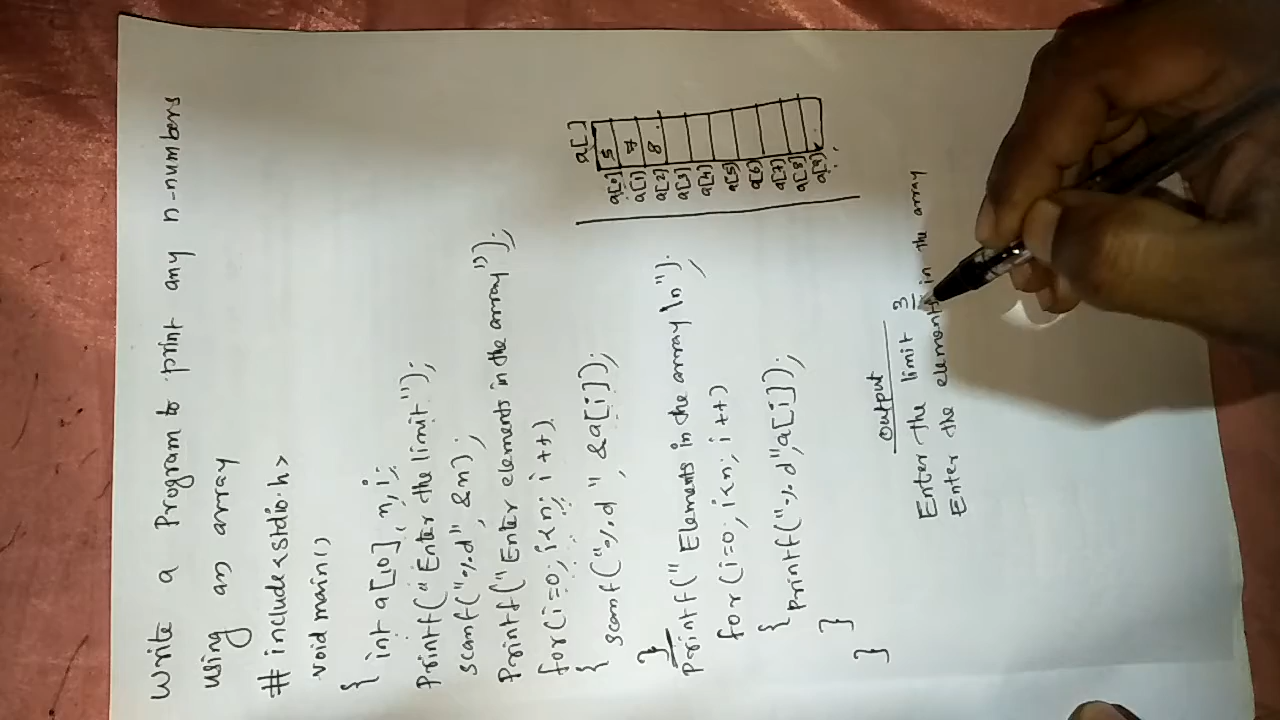 Write a Program to print any n-numbers
using an array
# include<stdio.h>
void main()
{ int a[10], n, i;
Printf("Enter the limit");
scanf("%d", &n);
Printf("Enter elements in the array");
for(i=0; i<n; i++)
{
scanf("%d", &a[i]);
}
Printf("Elements in the array \n");
for(i=0; i<n; i++)
{
Printf("%d",a[i]);
}
}
a[]
a[0] 5
a[1] 7
a[2] 8
a[3]
a[4]
a[5]
a[6]
a[7]
a[8]
a[9]
Output
Enter the limit 3
Enter the elements in the array